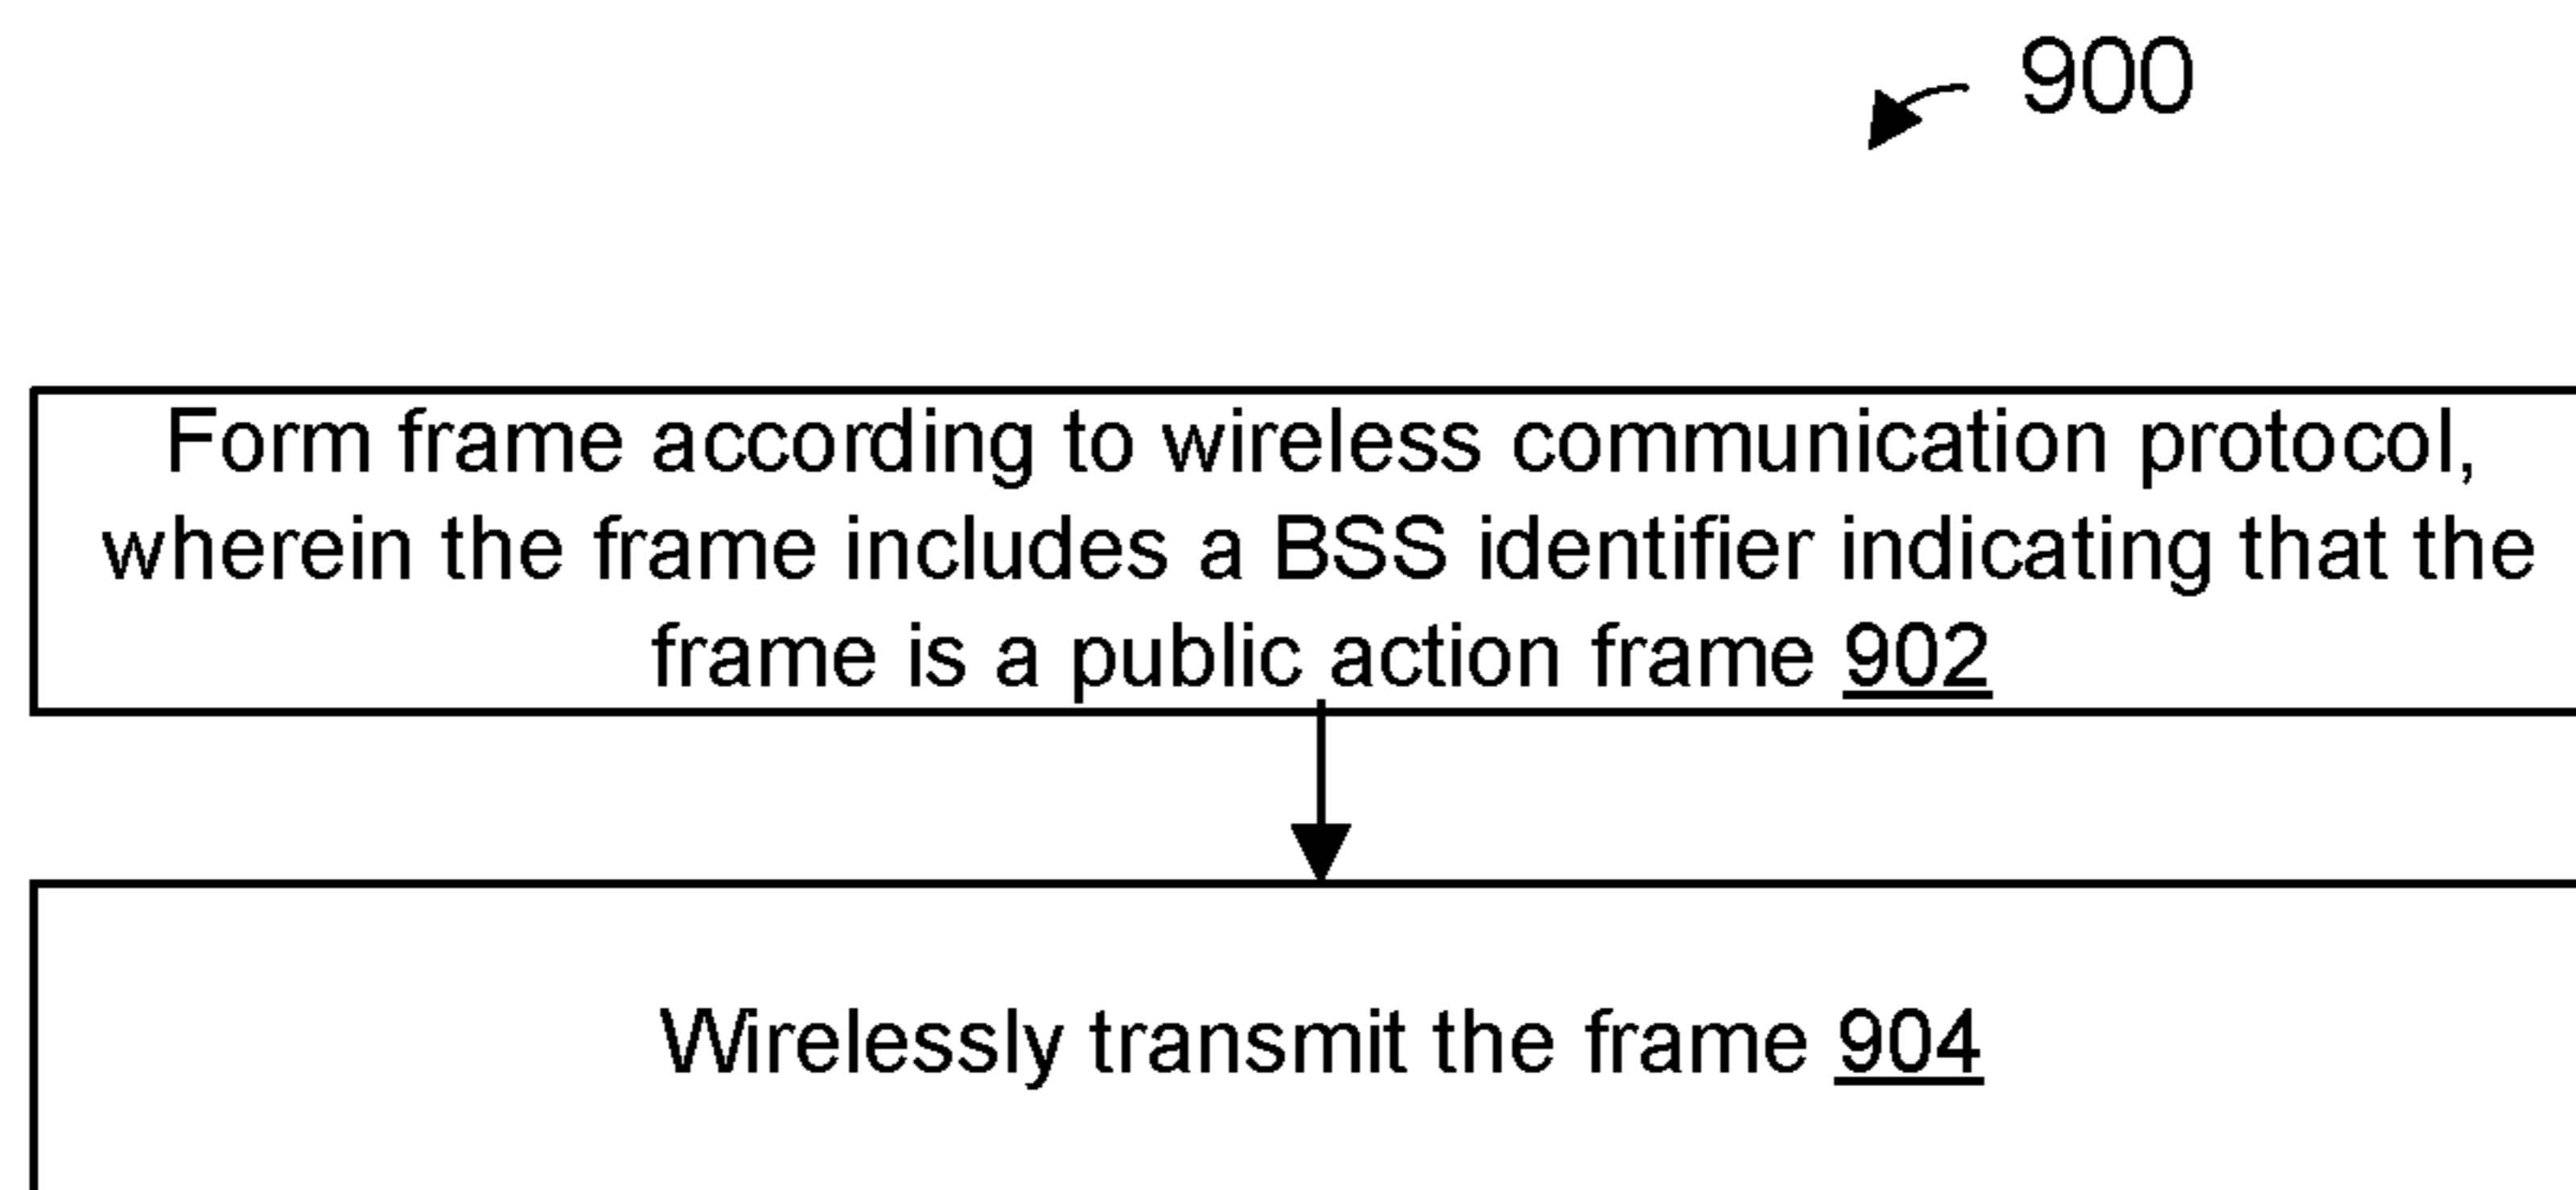 900
Form frame according to wireless communication protocol,
wherein the frame includes a BSS identifier indicating that the
frame is a public action frame 902
Wirelessly transmit the frame 904